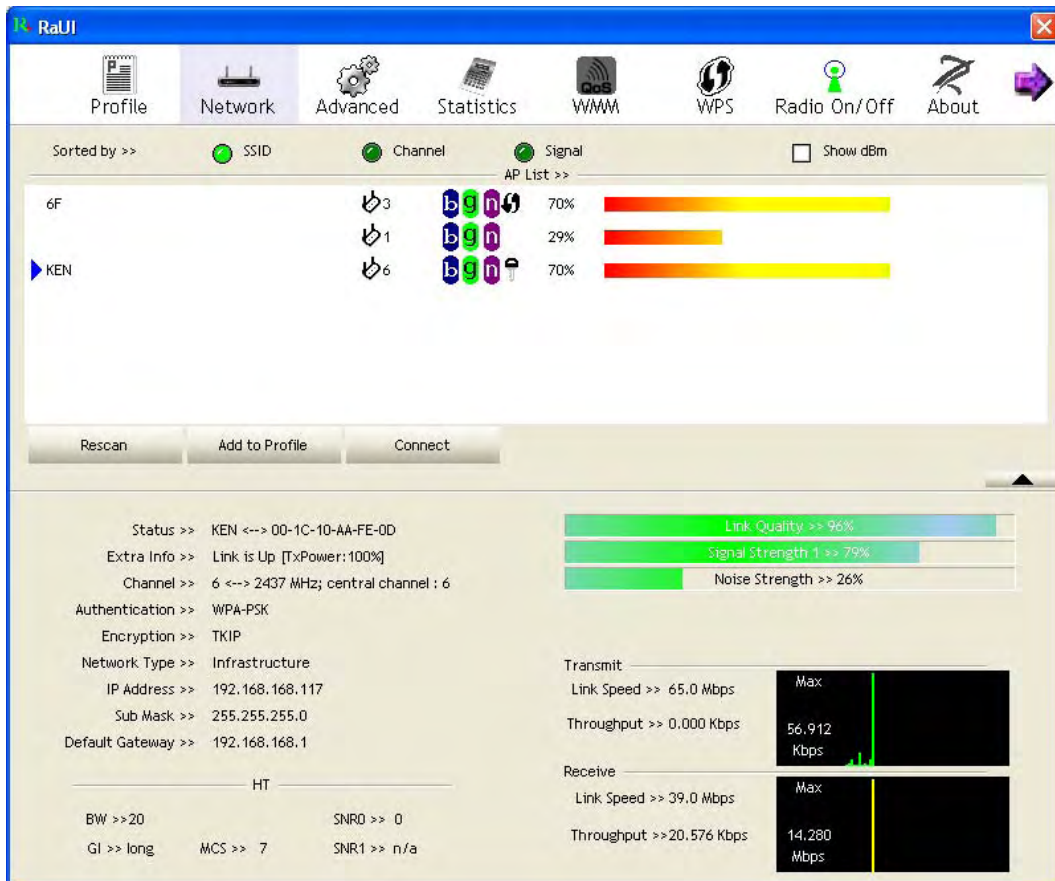 RaUI
Profile Network Advanced Statistics QoS WMM WPS Radio On/Off About
Sorted by >> SSID Channel Signal Show dBm
AP List >>
6F 3 b g n 70%
1 b g n 29%
KEN 6 b g n 70%
Rescan Add to Profile Connect
Status >> KEN <--> 00-1C-10-AA-FE-0D
Extra Info >> Link is Up [TxPower:100%]
Channel >> 6 <--> 2437 MHz; central channel : 6
Authentication >> WPA-PSK
Encryption >> TKIP
Network Type >> Infrastructure
IP Address >> 192.168.168.117
Sub Mask >> 255.255.255.0
Default Gateway >> 192.168.168.1
HT
BW >>20 SNR0 >> 0
GI >> long MCS >> 7 SNR1 >> n/a
Link Quality >> 96%
Signal Strength 1 >> 79%
Noise Strength >> 26%
Transmit
Link Speed >> 65.0 Mbps
Throughput >> 0.000 Kbps
Max
56.912
Kbps
Receive
Link Speed >> 39.0 Mbps
Throughput >>20.576 Kbps
Max
14.280
Mbps